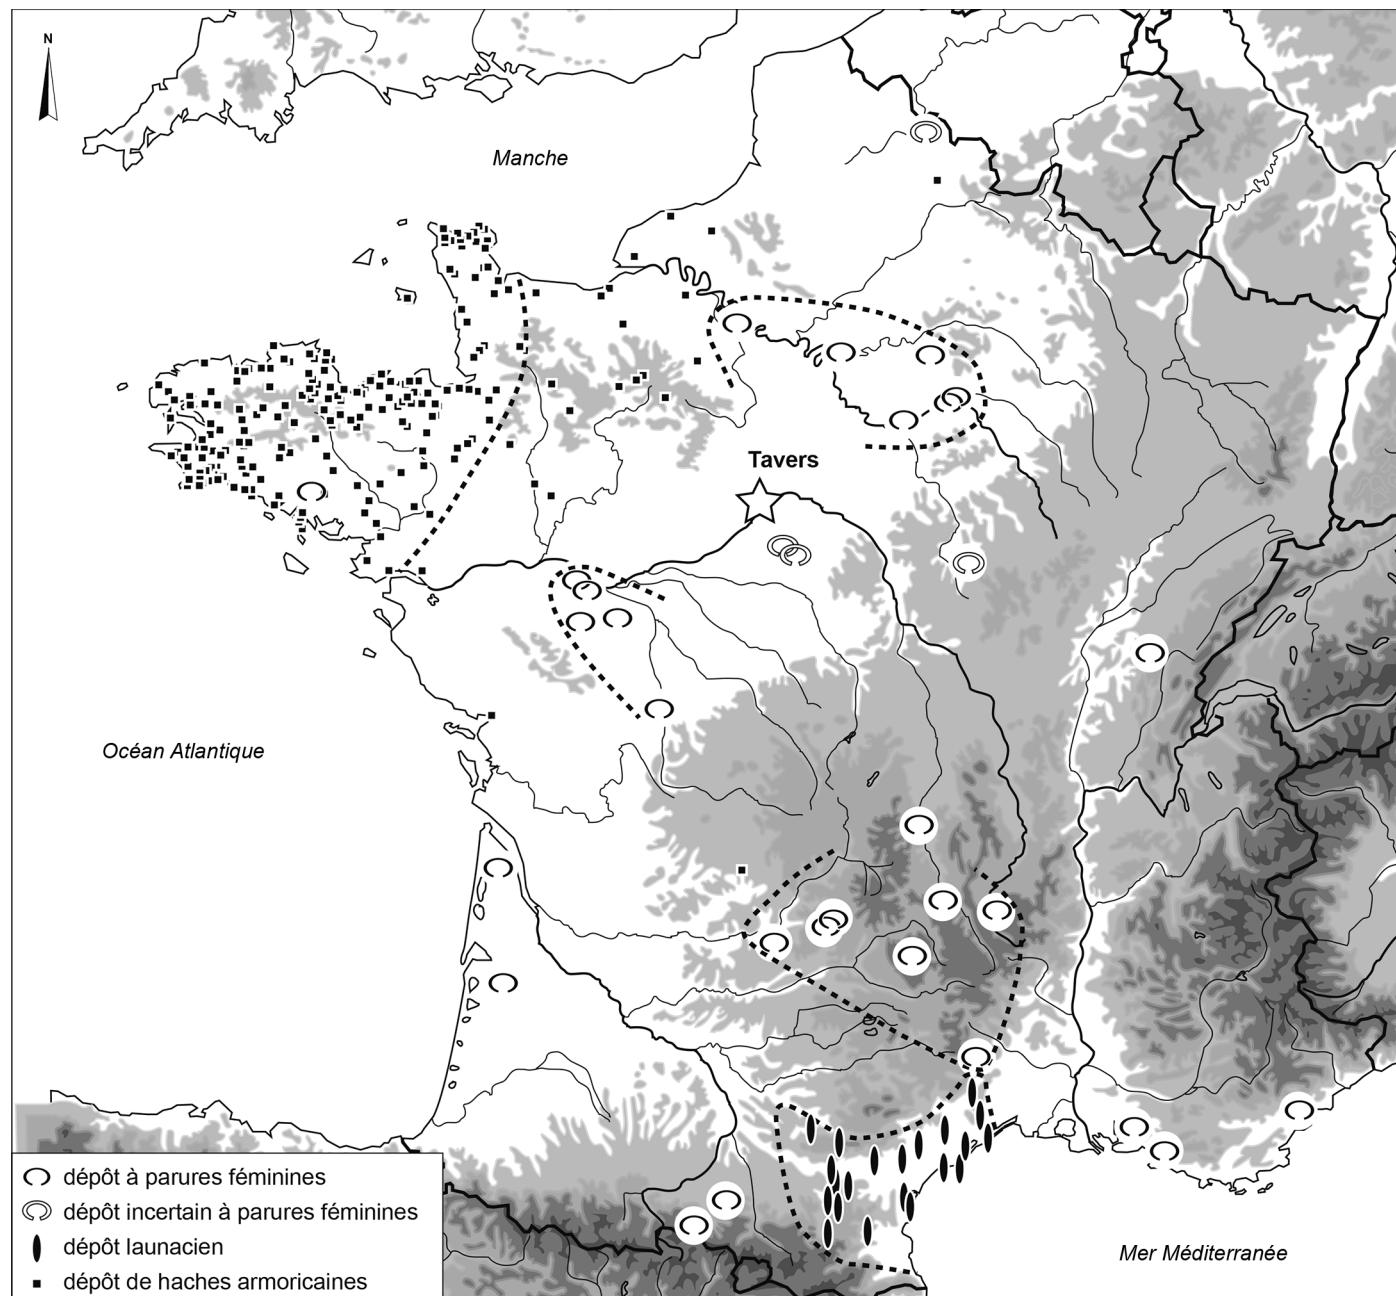 N
Manche
Tavers
Océan Atlantique
dépôt à parures féminines
dépôt incertain à parures féminines
dépôt launacien
dépôt de haches armoricaines
Mer Méditerranée